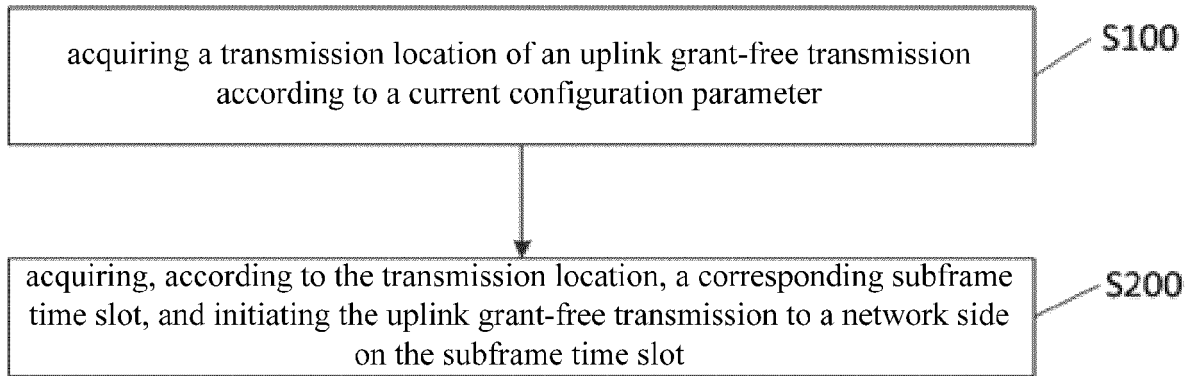 acquiring a transmission location of an uplink grant-free transmission
according to a current configuration parameter
S100
acquiring, according to the transmission location, a corresponding subframe
time slot, and initiating the uplink grant-free transmission to a network side
on the subframe time slot
S200